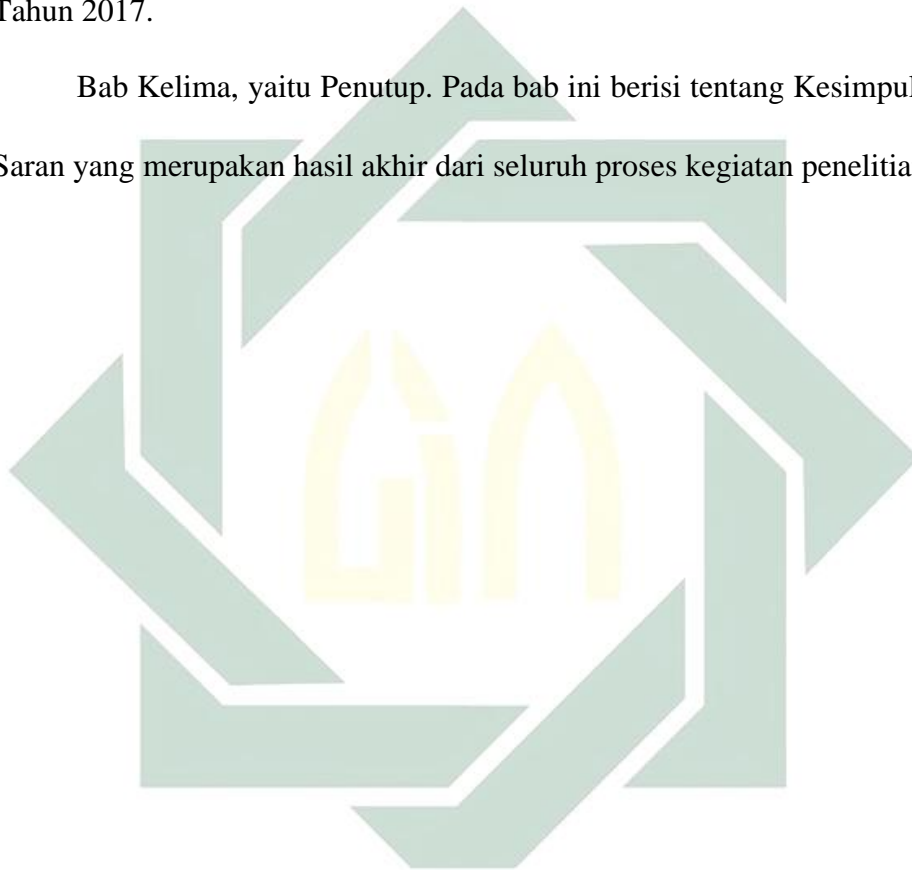 Tahun 2017.
Bab Kelima, yaitu Penutup. Pada bab ini berisi tentang Kesimpul
Saran yang merupakan hasil akhir dari seluruh proses kegiatan penelitia